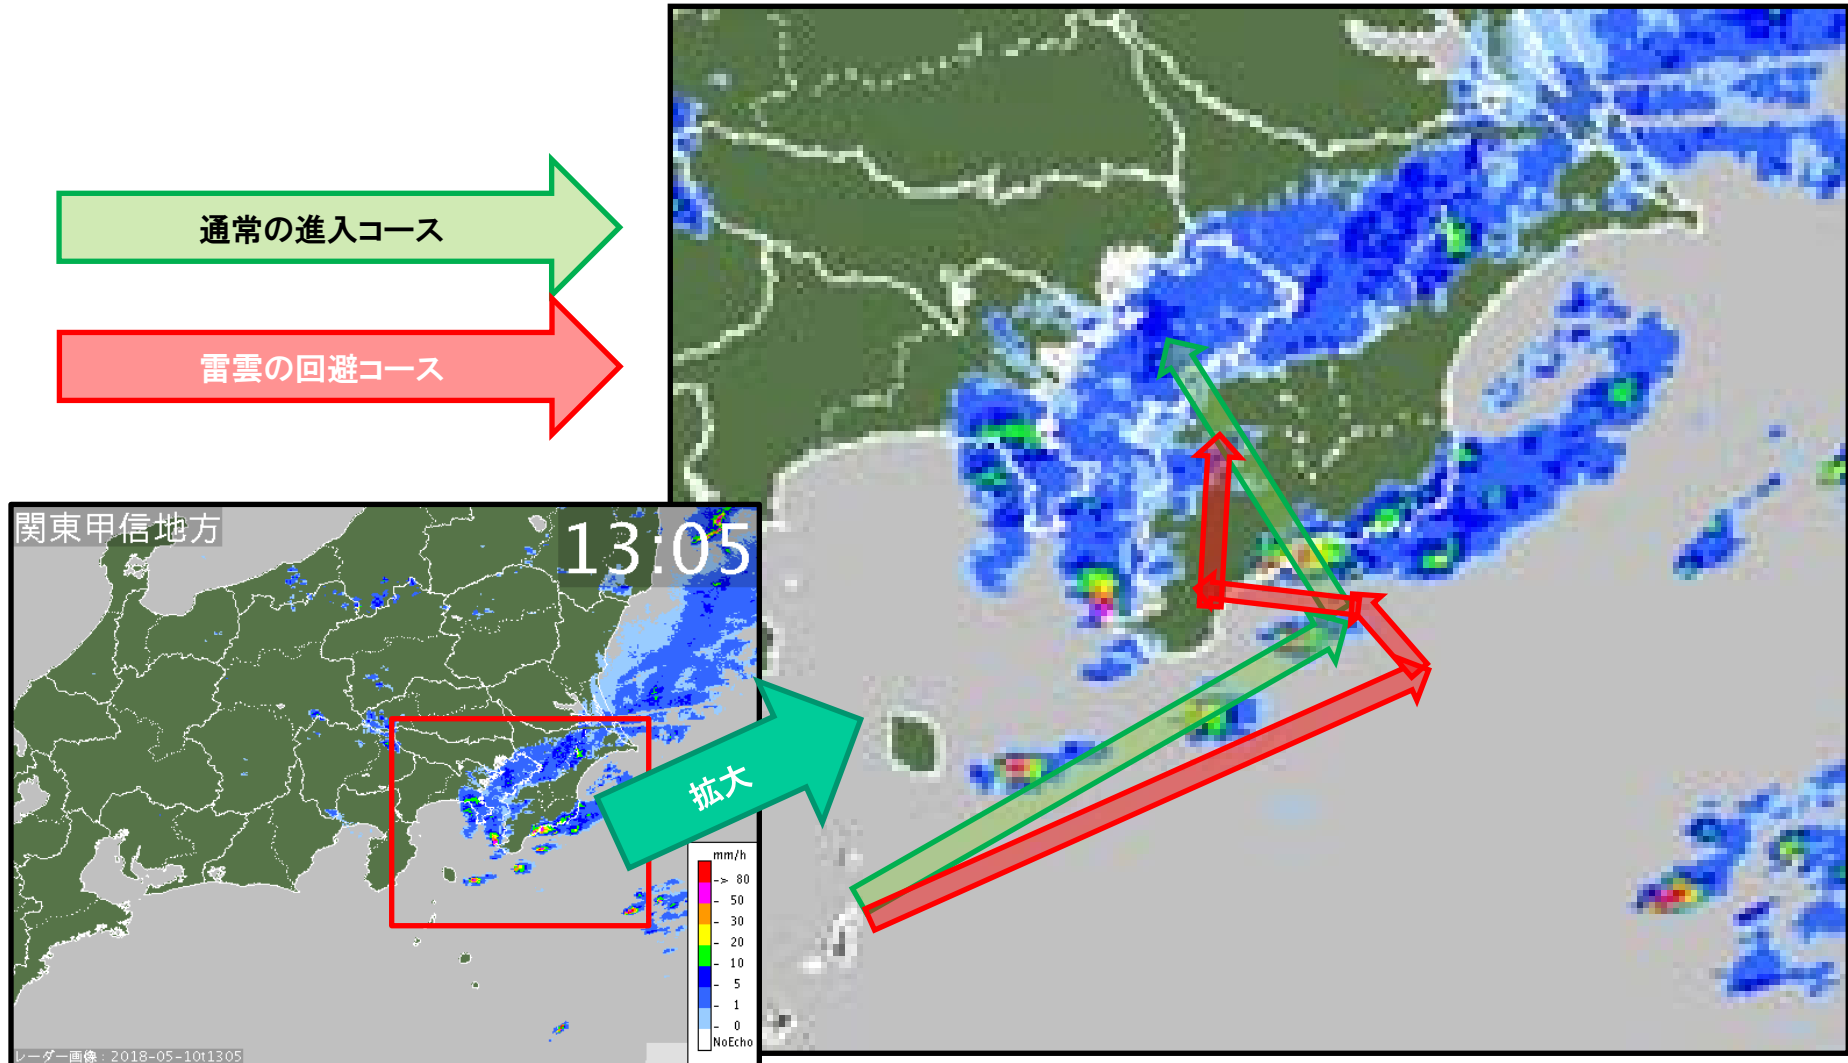 通常の進入コース
雷雲の回避コース
関東甲信地方
13:05
拡大
mm/h
-> 80
- 50
- 30
- 20
- 10
- 5
- 1
- 0
NoEcho
レーダー画像：2018-05-10t1305